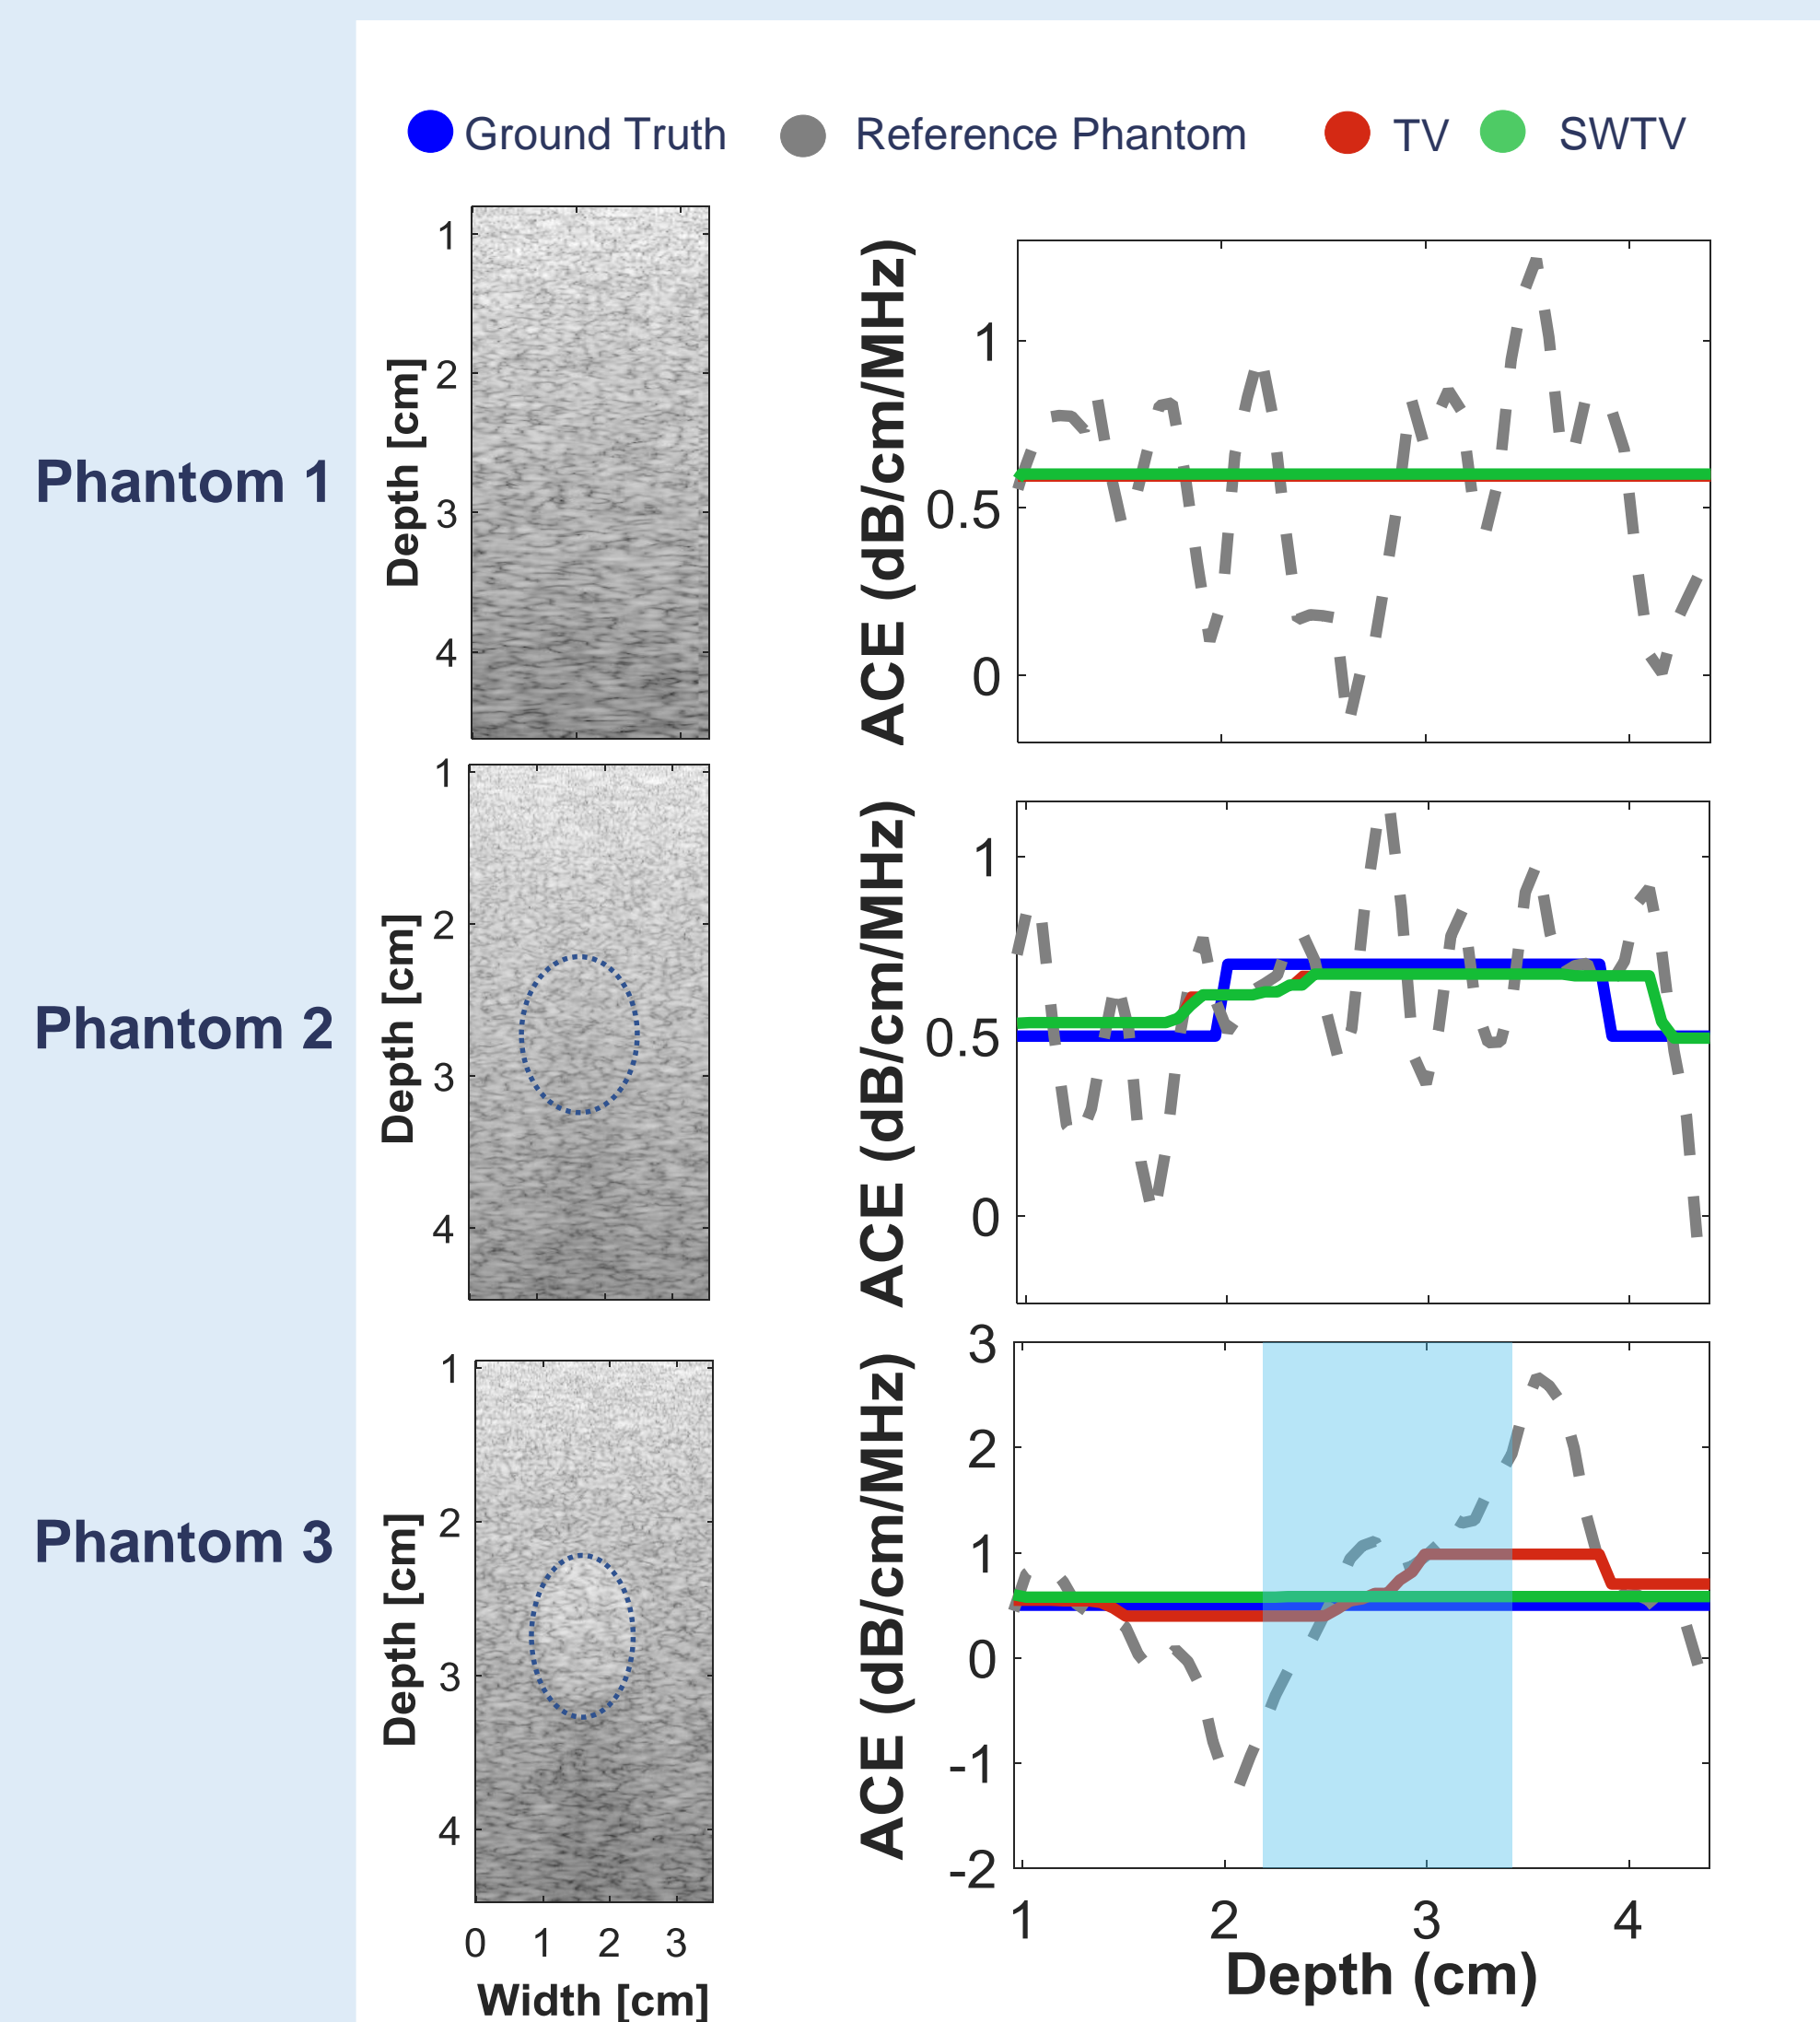 Ground Truth Reference Phantom TV SWTV
Phantom 1
Depth [cm]
1
2
3
4
ACE (dB/cm/MHz)
1
0.5
0
Phantom 2
Depth [cm]
1
2
3
4
ACE (dB/cm/MHz)
1
0.5
0
Phantom 3
Depth [cm]
1
2
3
4
0 1 2 3
Width [cm]
ACE (dB/cm/MHz)
3
2
1
0
-1
-2
1 2 3 4
Depth (cm)